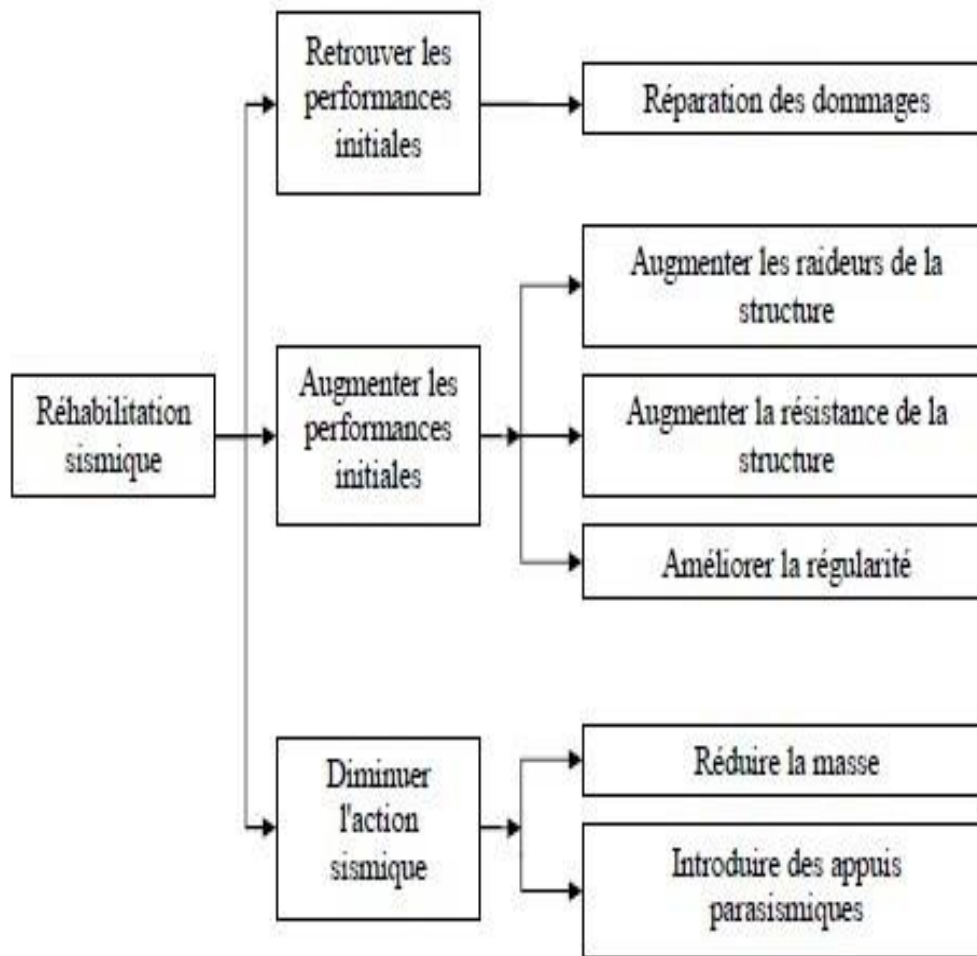 Réhabilitation
sismique
Retrouver les
performances
initiales
Réparation des dommages
Augmenter les
performances
initiales
Augmenter les raideurs de la
structure
Augmenter la résistance de la
structure
Améliorer la régularité
Diminuer
l'action
sismique
Réduire la masse
Introduire des appuis
parasismiques